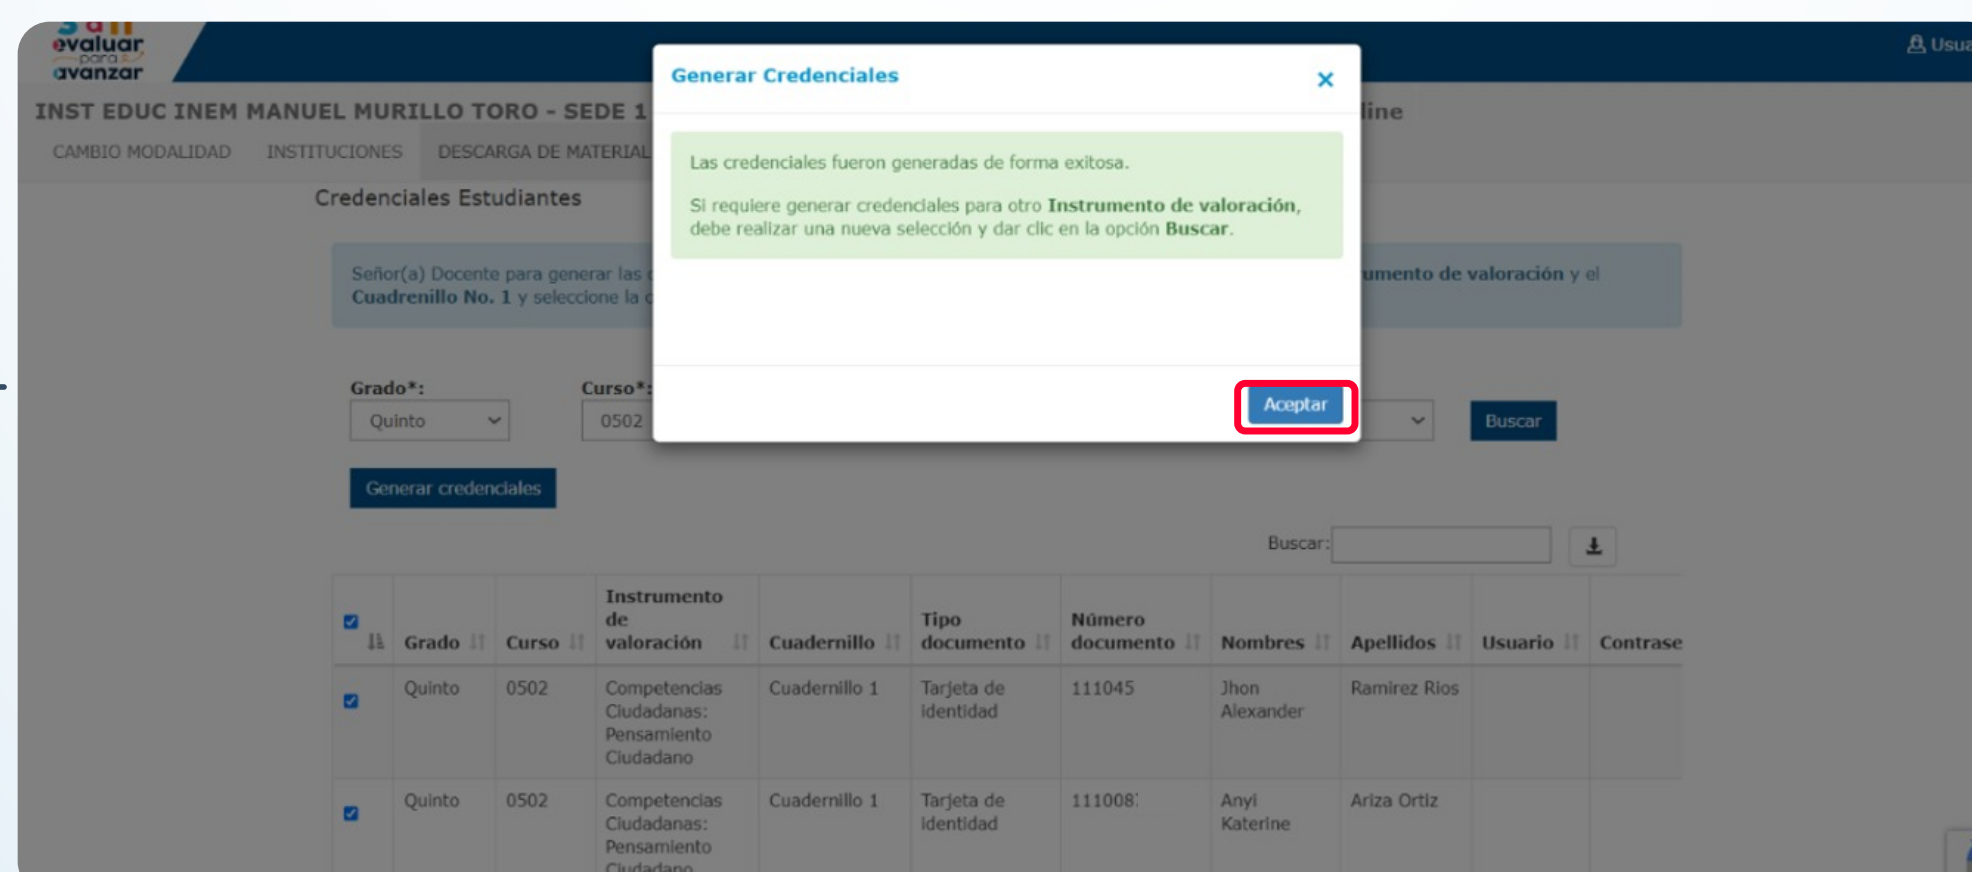 evaluar
para
avanzar
Usua
INST EDUC INEM MANUEL MURILLO TORO - SEDE 1
line
CAMBIO MODALIDAD INSTITUCIONES DESCARGA DE MATERIAL
Generar Credenciales ×
Las credenciales fueron generadas de forma exitosa.
Si requiere generar credenciales para otro Instrumento de valoración,
debe realizar una nueva selección y dar clic en la opción Buscar.
Aceptar
Credenciales Estudiantes
Señor(a) Docente para generar las
umento de valoración y el
Cuadrenillo No. 1 y seleccione la
Grado*: Curso*:
Quinto 0502 Buscar
Generar credenciales
Buscar:
Instrumento
de
valoración
Grado Curso Cuadernillo Tipo
documento Número
documento Nombres Apellidos Usuario Contrase
Quinto 0502 Competencias Cuadernillo 1 Tarjeta de 111045 Jhon Ramirez Rios
Ciudadanas: identidad Alexander
Pensamiento
Ciudadano
Quinto 0502 Competencias Cuadernillo 1 Tarjeta de 111008 Anyi Ariza Ortiz
Ciudadanas: identidad Katerine
Pensamiento
Ciudadano